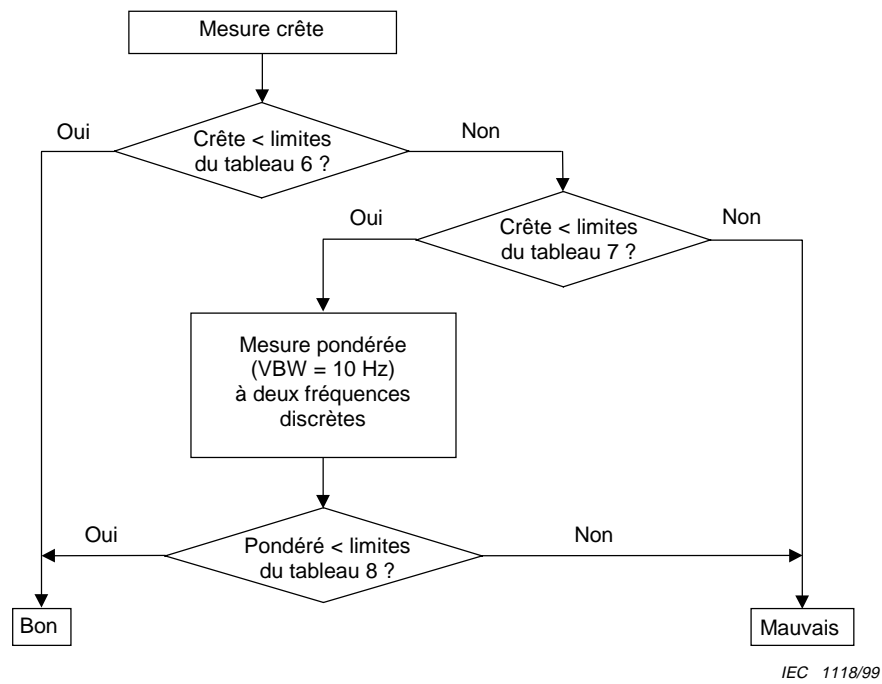 Mesure crête
Oui
Non
Crête < limites
du tableau 6 ?
Oui
Non
Crête < limites
du tableau 7 ?
Mesure pondérée
(VBW = 10 Hz)
à deux fréquences
discrètes
Oui
Non
Pondéré < limites
du tableau 8 ?
Bon
Mauvais
IEC 1118/99